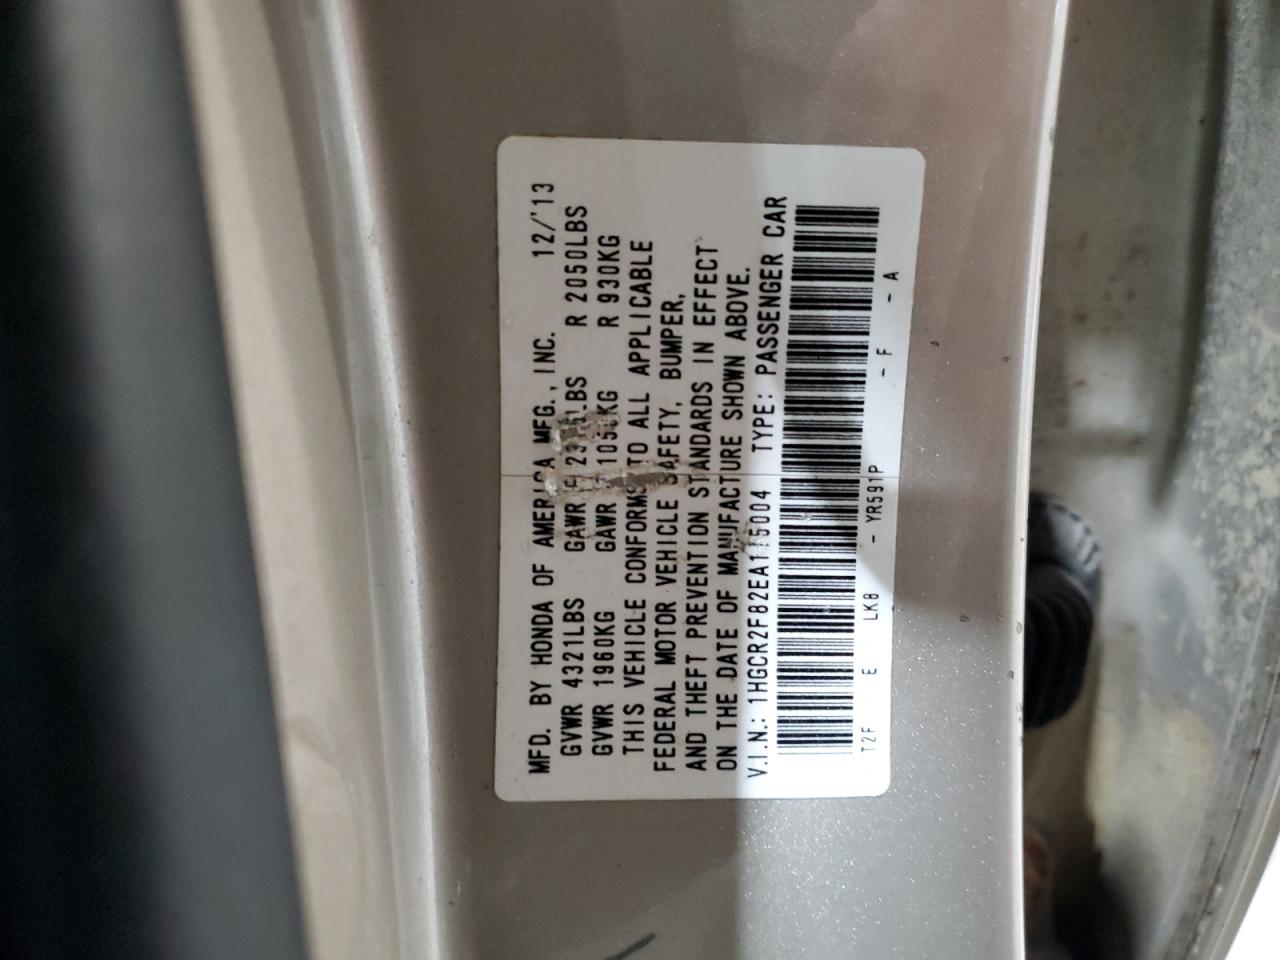 MFD. BY HONDA OF AMERICA MFG., INC. 12/'13
GVWR 4321LBS GAWR R 2050LBS
GVWR 1960KG GAWR R 930KG
THIS VEHICLE CONFORMS TO ALL APPLICABLE
FEDERAL MOTOR VEHICLE SAFETY, BUMPER,
AND THEFT PREVENTION STANDARDS IN EFFECT
ON THE DATE OF MANUFACTURE SHOWN ABOVE.
V.I.N.: 1HGCR2F82EA115004 TYPE: PASSENGER CAR
T2F E LK8 - YR591P - F - A